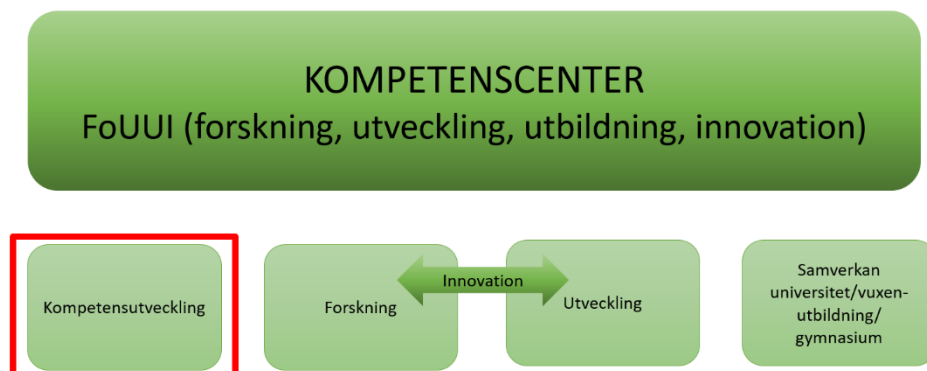 KOMPETENSCENTER
FoUUI (forskning, utveckling, utbildning, innovation)
Kompetensutveckling
Forskning
Innovation
Utveckling
Samverkan
universitet/vuxen-
utbildning/
gymnasium